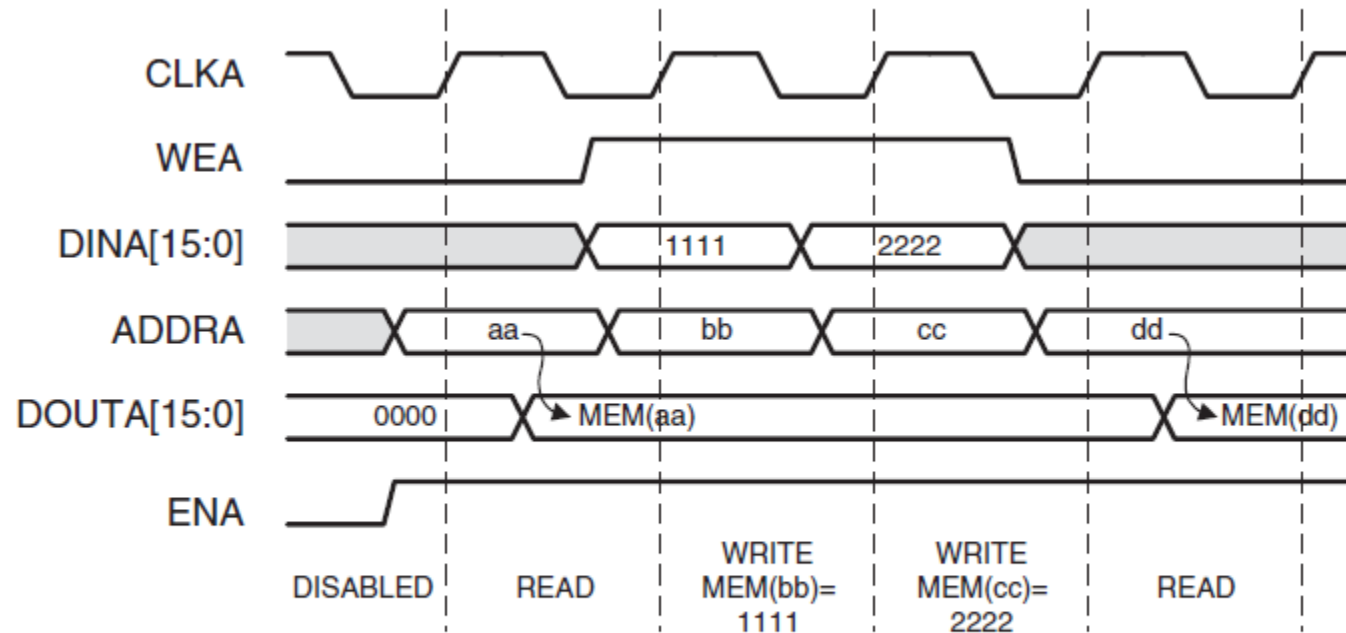 CLKA
WEA
DINA[15:0] 1111 2222
ADDRA aa bb cc dd
DOUTA[15:0] 0000 MEM(aa) MEM(dd)
ENA
DISABLED
READ
WRITE
MEM(bb)=
1111
WRITE
MEM(cc)=
2222
READ